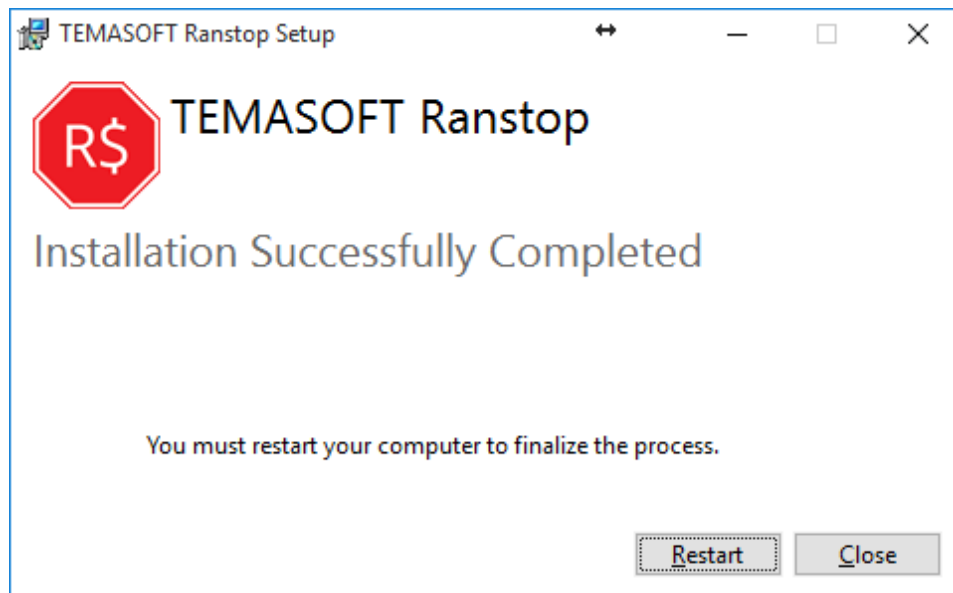 TEMASOFT Ranstop Setup
R$
TEMASOFT Ranstop
Installation Successfully Completed
You must restart your computer to finalize the process.
Restart
Close